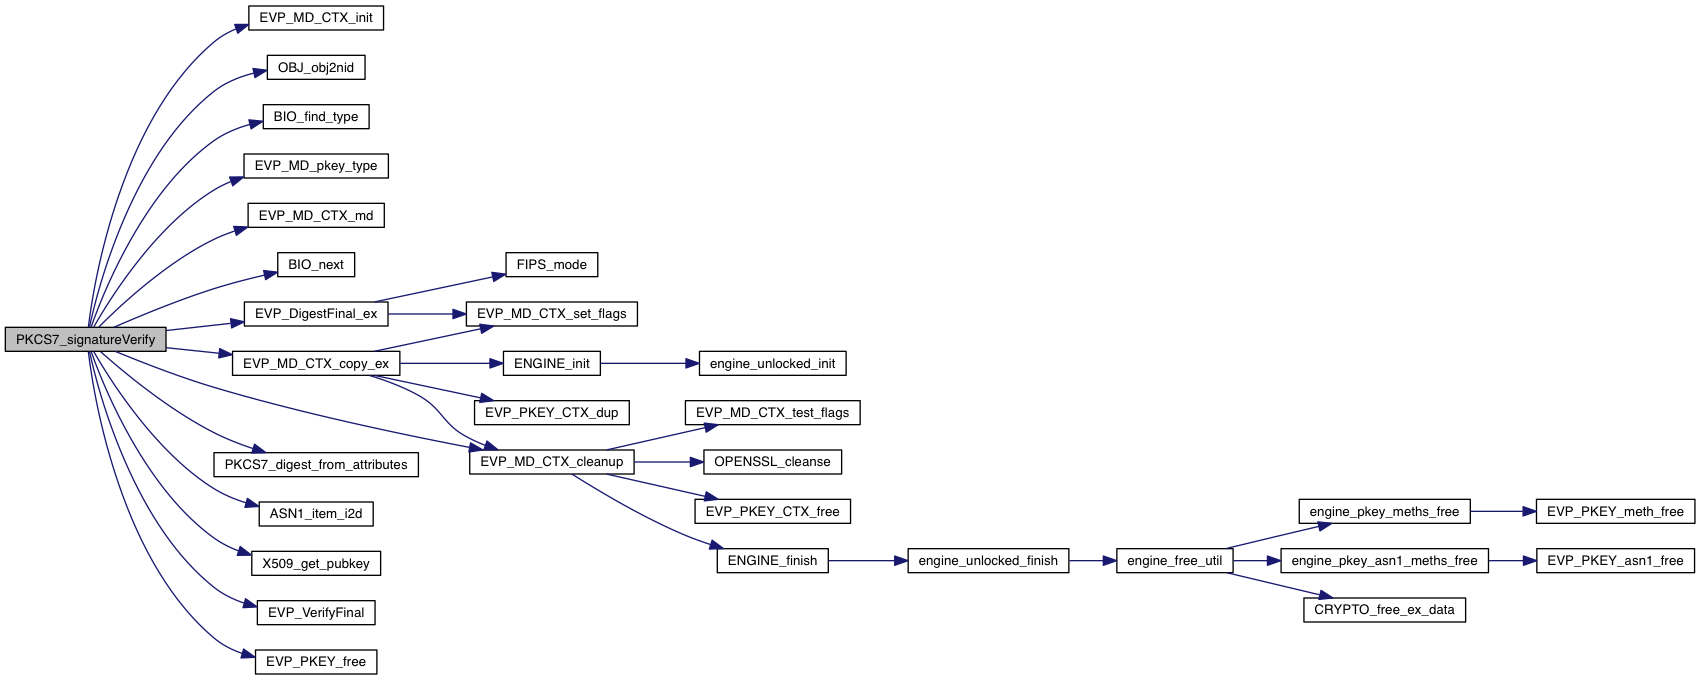 EVP_MD_CTX_init
OBJ_obj2nid
BIO_find_type
EVP_MD_pkey_type
EVP_MD_CTX_md
BIO_next
FIPS_mode
EVP_DigestFinal_ex
EVP_MD_CTX_set_flags
PKCS7_signatureVerify
EVP_MD_CTX_copy_ex
ENGINE_init
engine_unlocked_init
EVP_PKEY_CTX_dup
EVP_MD_CTX_test_flags
PKCS7_digest_from_attributes
EVP_MD_CTX_cleanup
OPENSSL_cleanse
ASN1_item_i2d
EVP_PKEY_CTX_free
engine_pkey_meths_free
EVP_PKEY_meth_free
X509_get_pubkey
ENGINE_finish
engine_unlocked_finish
engine_free_util
engine_pkey_asn1_meths_free
EVP_PKEY_asn1_free
EVP_VerifyFinal
CRYPTO_free_ex_data
EVP_PKEY_free